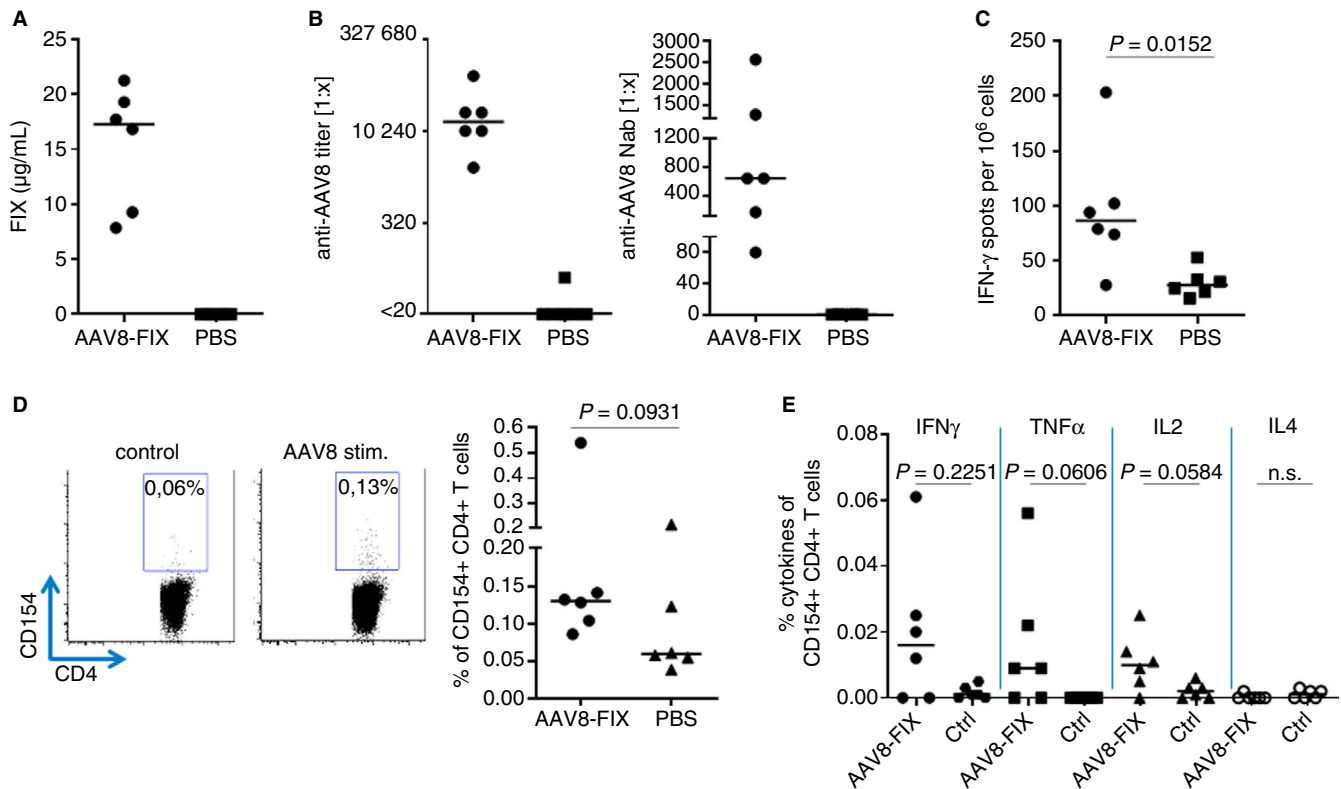 A
25
20
15
10
5
0
FIX (µg/mL)
AAV8-FIX
PBS
B
327 680
10 240
320
<20
anti-AAV8 titer [1:x]
AAV8-FIX
PBS
3000
2500
2000
1500
1200
800
400
80
40
0
anti-AAV8 Nab [1:x]
AAV8-FIX
PBS
C
250
200
150
100
50
0
IFN-γ spots per 10⁶ cells
P = 0.0152
AAV8-FIX
PBS
D
control
0,06%
AAV8 stim.
0,13%
CD154
CD4
P = 0.0931
0.6
0.5
0.4
0.3
0.2
0.20
0.15
0.10
0.05
0.00
% of CD154+ CD4+ T cells
AAV8-FIX
PBS
E
0.08
0.06
0.04
0.02
0.00
% cytokines of
CD154+ CD4+ T cells
IFNγ
TNFα
IL2
IL4
P = 0.2251
P = 0.0606
P = 0.0584
n.s.
AAV8-FIX
Ctrl
AAV8-FIX
Ctrl
AAV8-FIX
Ctrl
AAV8-FIX
Ctrl